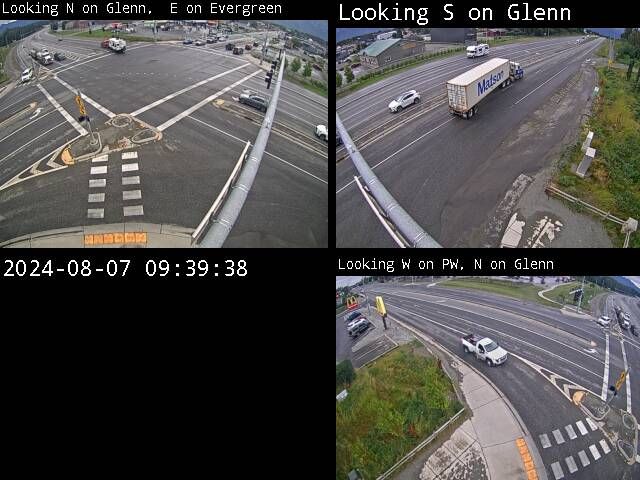 Looking N on Glenn,  E on Evergreen
Looking S on Glenn
Matson
2024-08-07 09:39:38
Looking W on PW, N on Glenn